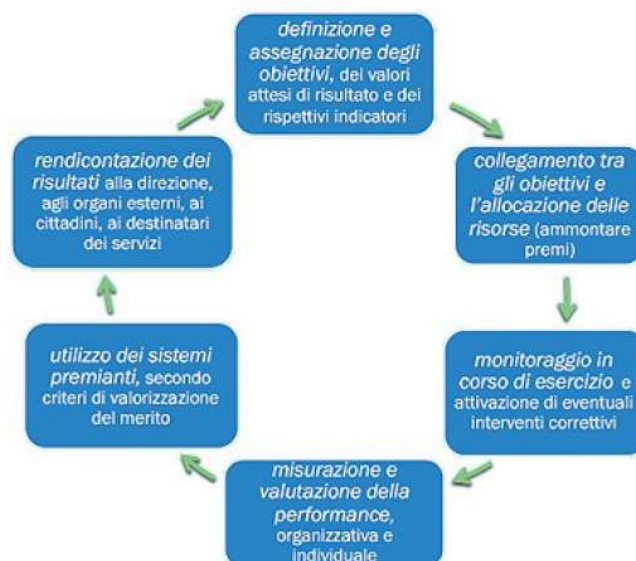 definizione e
assegnazione degli
obiettivi, dei valori
attesi di risultato e dei
rispettivi indicatori
collegamento tra
gli obiettivi e
l'allocazione delle
risorse (ammontare
premi)
monitoraggio in
corso di esercizio e
attivazione di eventuali
interventi correttivi
misurazione e
valutazione della
performance,
organizzativa e
individuale
utilizzo dei sistemi
premianti, secondo
criteri di valorizzazione
del merito
rendicontazione dei
risultati alla direzione,
agli organi esterni, ai
cittadini, ai destinatari
dei servizi